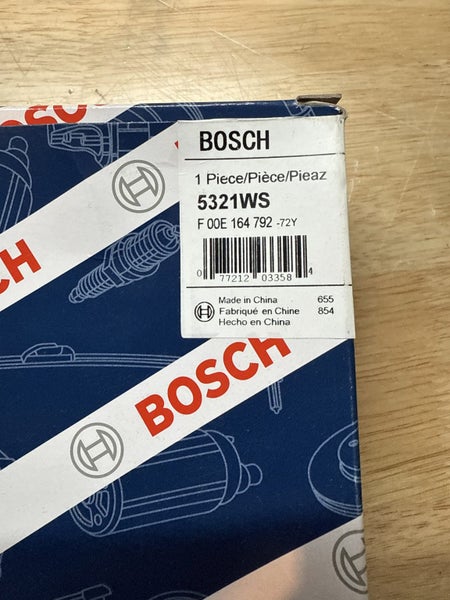 BOSCH
1 Piece/Pièce/Pieaz
5321WS
F 00E 164 792 -72Y
0 77212 03358 4
Made in China 655
Fabriqué en Chine 854
Hecho en China
BOSCH
BOSCH